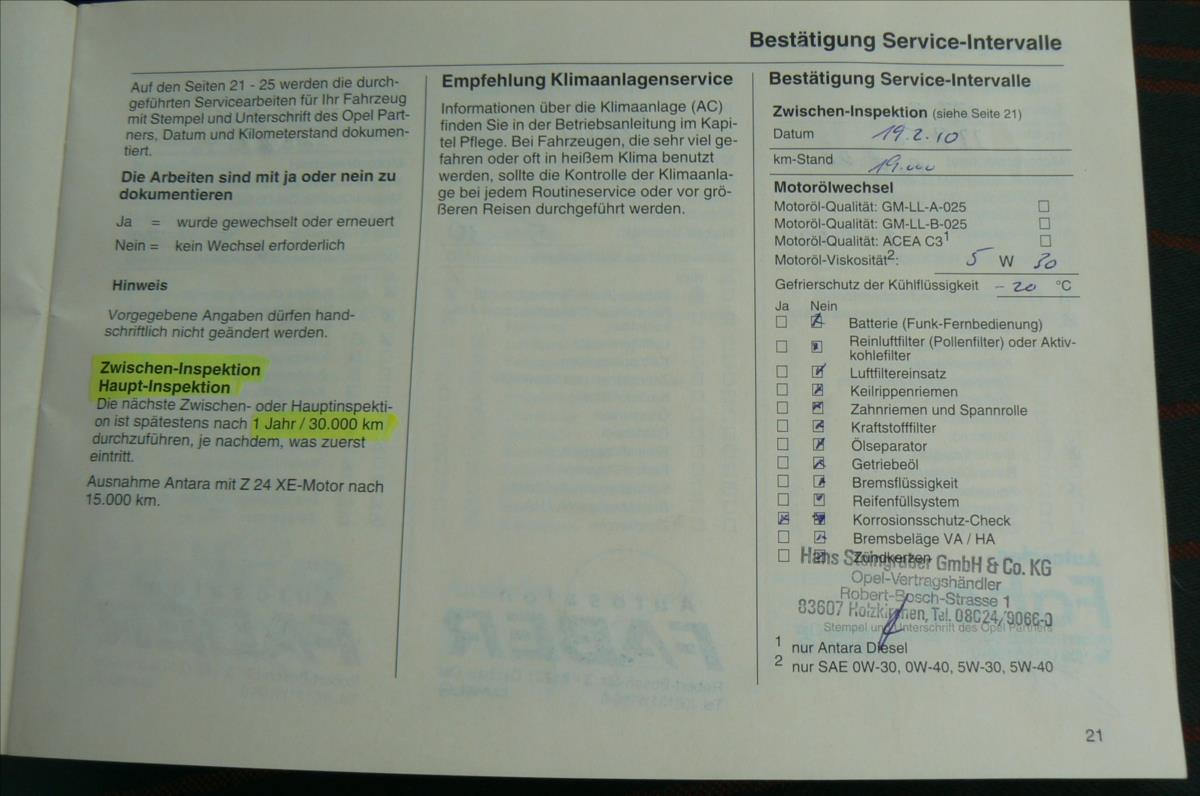 Bestätigung Service-Intervalle
Auf den Seiten 21 - 25 werden die durch-
geführten Servicearbeiten für Ihr Fahrzeug
mit Stempel und Unterschrift des Opel Part-
ners, Datum und Kilometerstand dokumen-
tiert.
Die Arbeiten sind mit ja oder nein zu
dokumentieren
Ja = wurde gewechselt oder erneuert
Nein = kein Wechsel erforderlich
Hinweis
Vorgegebene Angaben dürfen hand-
schriftlich nicht geändert werden.
Zwischen-Inspektion
Haupt-Inspektion
Die nächste Zwischen- oder Hauptinspekti-
on ist spätestens nach 1 Jahr / 30.000 km
durchzuführen, je nachdem, was zuerst
eintritt.
Ausnahme Antara mit Z 24 XE-Motor nach
15.000 km.
Empfehlung Klimaanlagenservice
Informationen über die Klimaanlage (AC)
finden Sie in der Betriebsanleitung im Kapi-
tel Pflege. Bei Fahrzeugen, die sehr viel ge-
fahren oder oft in heißem Klima benutzt
werden, sollte die Kontrolle der Klimaanla-
ge bei jedem Routineservice oder vor grö-
ßeren Reisen durchgeführt werden.
Bestätigung Service-Intervalle
Zwischen-Inspektion (siehe Seite 21)
Datum 19.2.10
km-Stand 19.000
Motorölwechsel
Motoröl-Qualität: GM-LL-A-025
Motoröl-Qualität: GM-LL-B-025
Motoröl-Qualität: ACEA C3¹
Motoröl-Viskosität²: 5 W 30
Gefrierschutz der Kühlflüssigkeit - 20 °C
Ja Nein
Batterie (Funk-Fernbedienung)
Reinluftfilter (Pollenfilter) oder Aktiv-
kohlefilter
Luftfiltereinsatz
Keilrippenriemen
Zahnriemen und Spannrolle
Kraftstofffilter
Ölseparator
Getriebeöl
Bremsflüssigkeit
Reifenfüllsystem
Korrosionsschutz-Check
Bremsbeläge VA / HA
Zündkerzen
Hans Steingraber GmbH & Co. KG
Opel-Vertragshändler
Robert-Bosch-Strasse 1
83607 Holzkirchen, Tel. 08024/9066-0
Stempel und Unterschrift des Opel Partners
¹ nur Antara Diesel
² nur SAE 0W-30, 0W-40, 5W-30, 5W-40
21